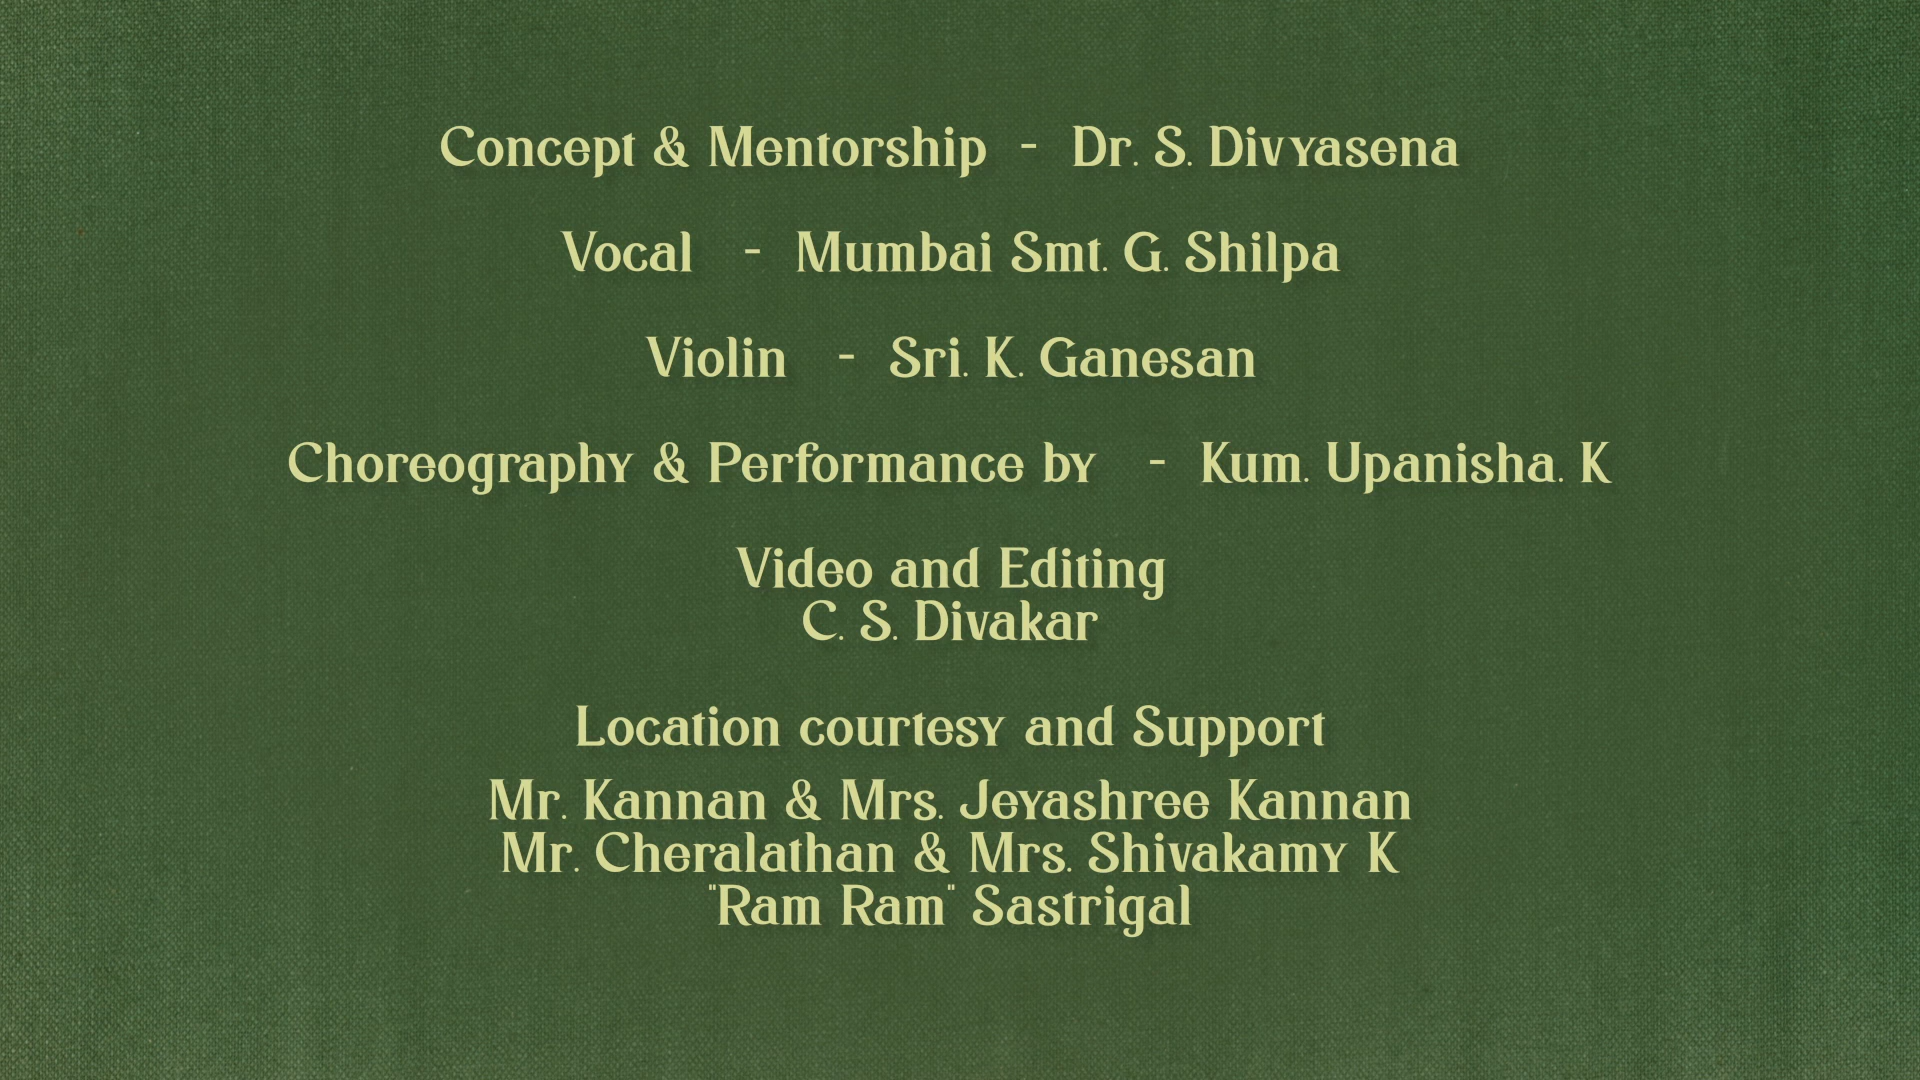 Concept & Mentorship - Dr. S. Divyasena
Vocal - Mumbai Smt. G. Shilpa
Violin - Sri. K. Ganesan
Choreography & Performance by - Kum. Upanisha. K
Video and Editing
C. S. Divakar
Location courtesy and Support
Mr. Kannan & Mrs. Jeyashree Kannan
Mr. Cheralathan & Mrs. Shivakamy K
"Ram Ram" Sastrigal